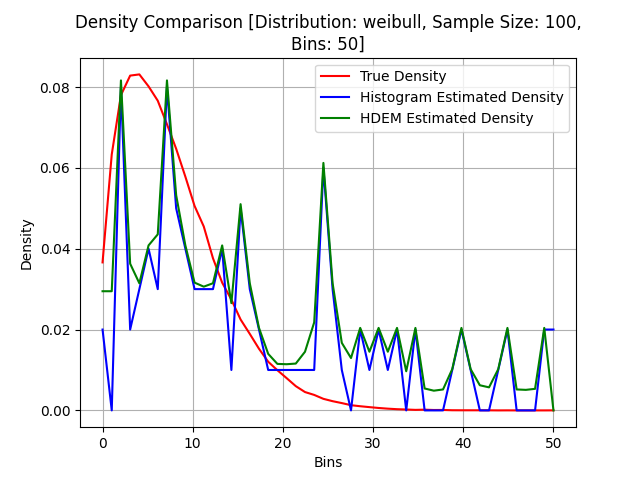 Density Comparison [Distribution: weibull, Sample Size: 100,
Bins: 50]
True Density
Histogram Estimated Density
HDEM Estimated Density
Density
0.08
0.06
0.04
0.02
0.00
0 10 20 30 40 50
Bins